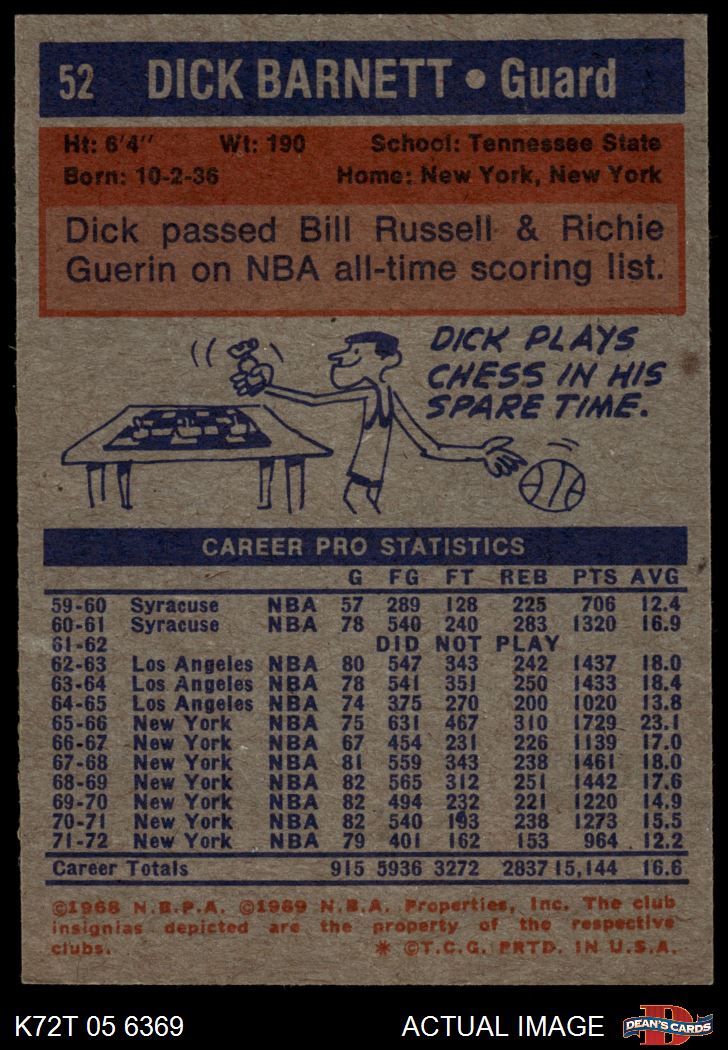 52 DICK BARNETT • Guard
Ht: 6'4" Wt: 190 School: Tennessee State
Born: 10-2-36 Home: New York, New York
Dick passed Bill Russell & Richie
Guerin on NBA all-time scoring list.
DICK PLAYS
CHESS IN HIS
SPARE TIME.
CAREER PRO STATISTICS
G FG FT REB PTS AVG
59-60 Syracuse NBA 57 289 128 225 706 12.4
60-61 Syracuse NBA 78 540 240 283 1320 16.9
61-62 DID NOT PLAY
62-63 Los Angeles NBA 80 547 343 242 1437 18.0
63-64 Los Angeles NBA 78 541 351 250 1433 18.4
64-65 Los Angeles NBA 74 375 270 200 1020 13.8
65-66 New York NBA 75 631 467 310 1729 23.1
66-67 New York NBA 67 454 231 226 1139 17.0
67-68 New York NBA 81 559 343 238 1461 18.0
68-69 New York NBA 82 565 312 251 1442 17.6
69-70 New York NBA 82 494 232 221 1220 14.9
70-71 New York NBA 82 540 193 238 1273 15.5
71-72 New York NBA 79 401 162 153 964 12.2
Career Totals 915 5936 3272 2837 15,144 16.6
©1968 N.B.P.A. ©1969 N.B.A. Properties, Inc. The club
insignias depicted are the property of the respective
clubs. * ©T.C.G. PRTD. IN U.S.A.
K72T 05 6369 ACTUAL IMAGE
D
DEAN'S CARDS